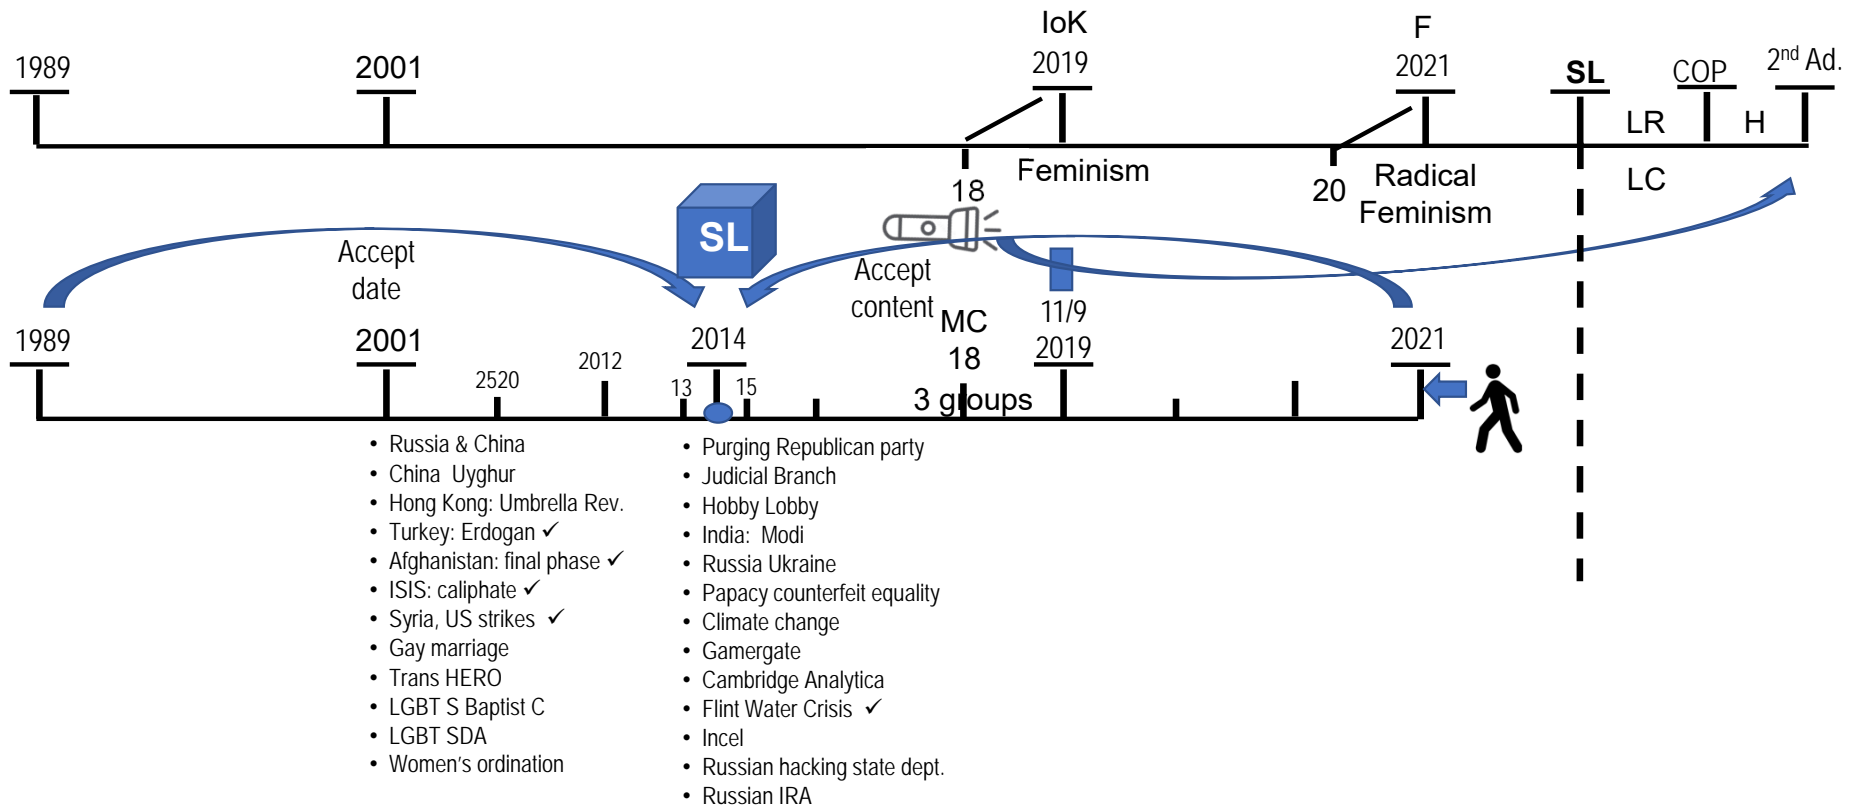 IoK
F
1989
2001
2019
2021
SL
COP
2nd Ad.
LR
H
18
Feminism
20
Radical
Feminism
LC
SL
Accept
date
Accept
content
MC
18
3 groups
11/9
1989
2001
2520
2012
13
2014
15
2019
2021
• Russia & China
• China Uyghur
• Hong Kong: Umbrella Rev.
• Turkey: Erdogan ✓
• Afghanistan: final phase ✓
• ISIS: caliphate ✓
• Syria, US strikes ✓
• Gay marriage
• Trans HERO
• LGBT S Baptist C
• LGBT SDA
• Women's ordination
• Purging Republican party
• Judicial Branch
• Hobby Lobby
• India: Modi
• Russia Ukraine
• Papacy counterfeit equality
• Climate change
• Gamergate
• Cambridge Analytica
• Flint Water Crisis ✓
• Incel
• Russian hacking state dept.
• Russian IRA